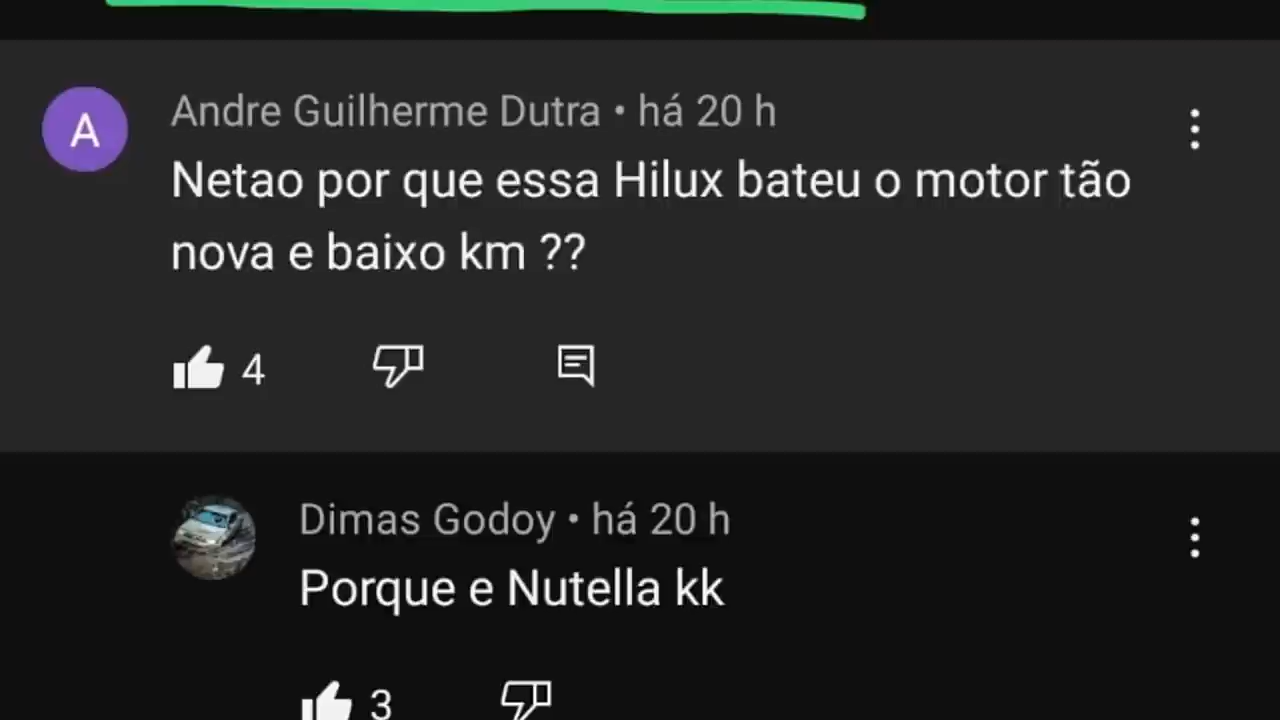 A
Andre Guilherme Dutra • há 20 h
Netao por que essa Hilux bateu o motor tão
nova e baixo km ??
4
Dimas Godoy • há 20 h
Porque e Nutella kk
3